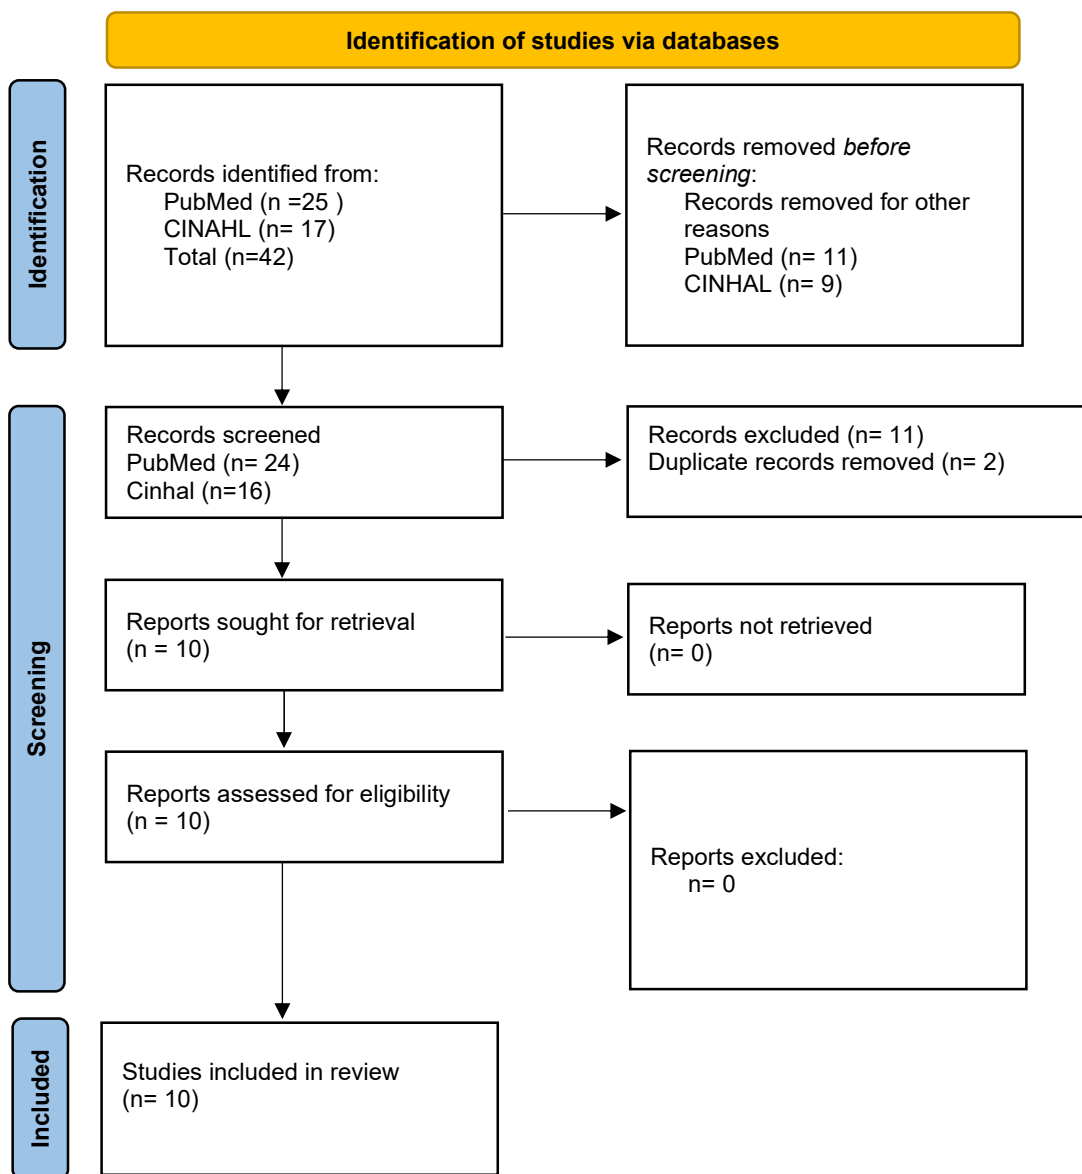 Identification of studies via databases
Identification
Records identified from:
PubMed (n =25 )
CINAHL (n= 17)
Total (n=42)
Records removed before
screening:
Records removed for other
reasons
PubMed (n= 11)
CINHAL (n= 9)
Screening
Records screened
PubMed (n= 24)
Cinhal (n=16)
Records excluded (n= 11)
Duplicate records removed (n= 2)
Reports sought for retrieval
(n = 10)
Reports not retrieved
(n= 0)
Reports assessed for eligibility
(n = 10)
Reports excluded:
n= 0
Included
Studies included in review
(n= 10)